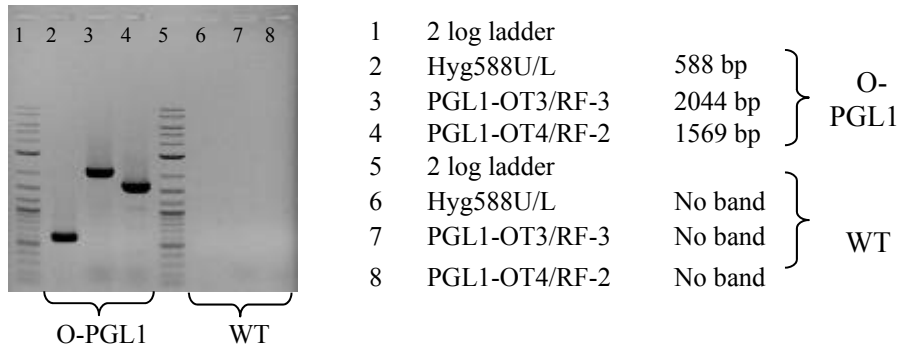 1 2 3 4 5 6 7 8
O-PGL1 WT
1 2 log ladder
2 Hyg588U/L 588 bp
3 PGL1-OT3/RF-3 2044 bp
4 PGL1-OT4/RF-2 1569 bp
O-
PGL1
5 2 log ladder
6 Hyg588U/L No band
7 PGL1-OT3/RF-3 No band
8 PGL1-OT4/RF-2 No band
WT